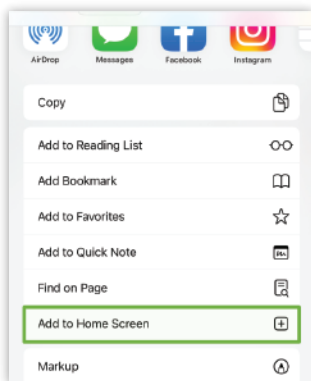 AirDrop Messages Facebook Instagram
Copy
Add to Reading List
Add Bookmark
Add to Favorites
Add to Quick Note
Find on Page
Add to Home Screen
Markup